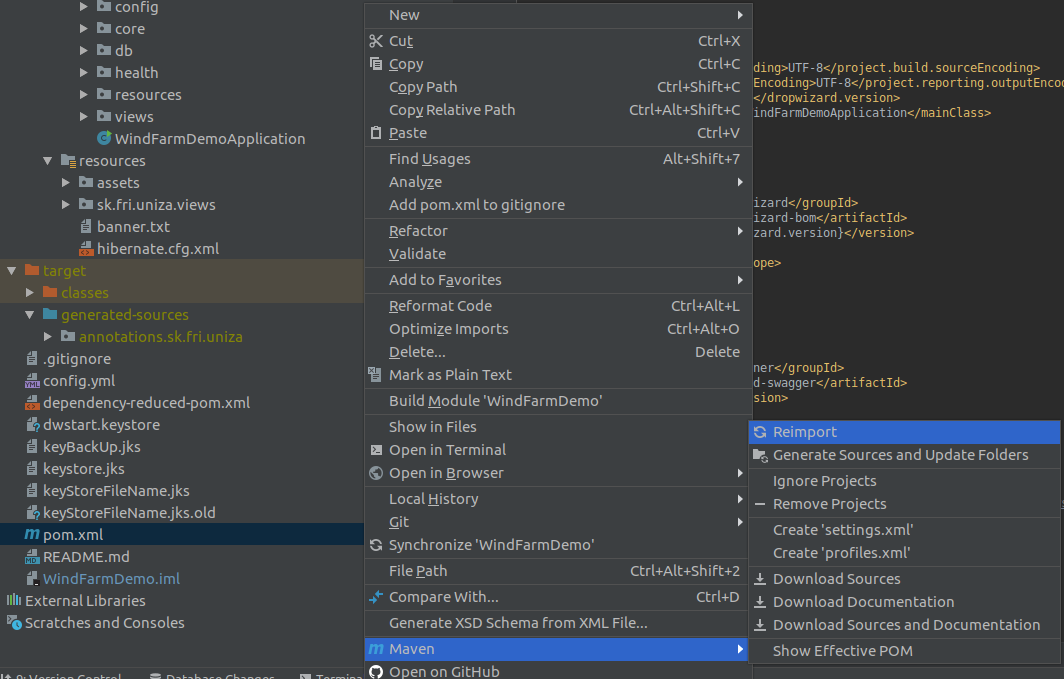 config
core
db
health
resources
views
WindFarmDemoApplication
resources
assets
sk.fri.uniza.views
banner.txt
hibernate.cfg.xml
target
classes
generated-sources
annotations.sk.fri.uniza
.gitignore
config.yml
dependency-reduced-pom.xml
dwstart.keystore
keyBackUp.jks
keystore.jks
keyStoreFileName.jks
keyStoreFileName.jks.old
pom.xml
README.md
WindFarmDemo.iml
External Libraries
Scratches and Consoles
9: Version Control
Database Changes
Termina
New
Cut Ctrl+X
Copy Ctrl+C
Copy Path Ctrl+Shift+C
Copy Relative Path Ctrl+Alt+Shift+C
Paste Ctrl+V
Find Usages Alt+Shift+7
Analyze
Add pom.xml to gitignore
Refactor
Validate
Add to Favorites
Reformat Code Ctrl+Alt+L
Optimize Imports Ctrl+Alt+O
Delete... Delete
Mark as Plain Text
Build Module 'WindFarmDemo'
Show in Files
Open in Terminal
Open in Browser
Local History
Git
Synchronize 'WindFarmDemo'
File Path Ctrl+Alt+Shift+2
Compare With... Ctrl+D
Generate XSD Schema from XML File...
Maven
Open on GitHub
ding>UTF-8</project.build.sourceEncoding>
Encoding>UTF-8</project.reporting.outputEnco
</dropwizard.version>
indFarmDemoApplication</mainClass>
izard</groupId>
izard-bom</artifactId>
zard.version}</version>
ope>
ner</groupId>
d-swagger</artifactId>
sion>
Reimport
Generate Sources and Update Folders
Ignore Projects
Remove Projects
Create 'settings.xml'
Create 'profiles.xml'
Download Sources
Download Documentation
Download Sources and Documentation
Show Effective POM